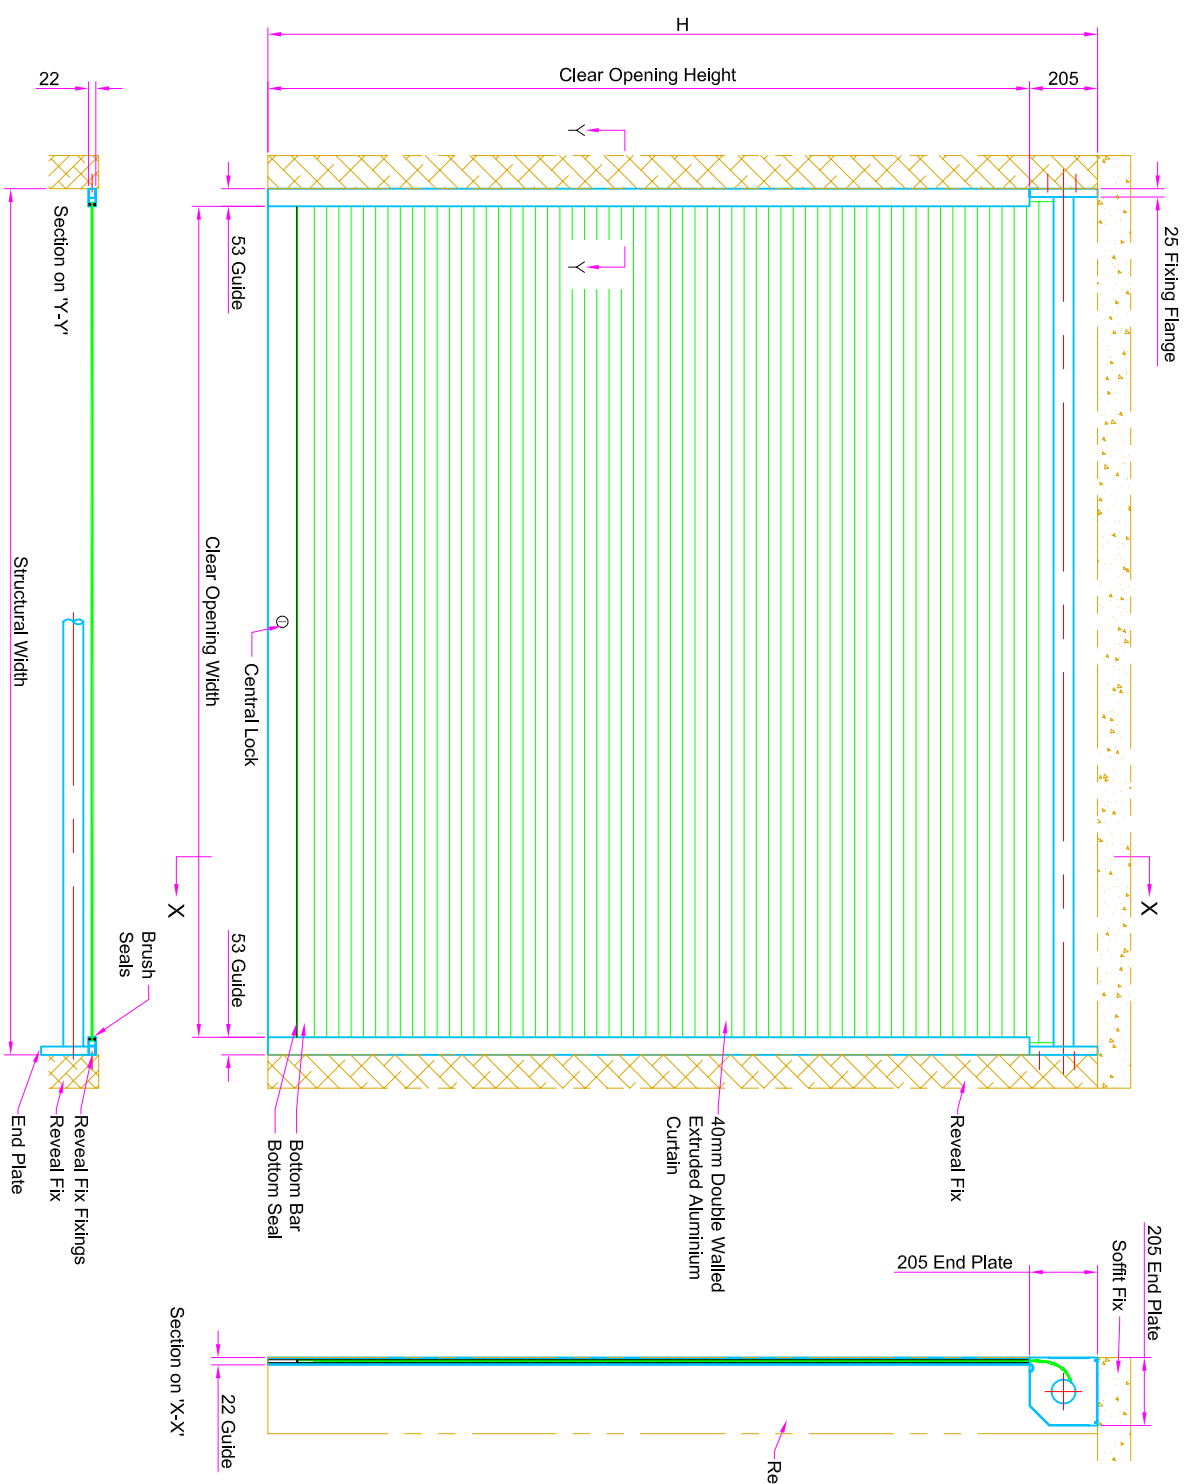 H
Clear Opening Height
205
22
Y
Y
25 Fixing Flange
53 Guide
Section on 'Y-Y'
Structural Width
Clear Opening Width
Central Lock
X
X
Brush
Seals
53 Guide
Reveal Fix Fixings
Reveal Fix
End Plate
Bottom Bar
Bottom Seal
40mm Double Walled
Extruded Aluminium
Curtain
Reveal Fix
205 End Plate
Soffit Fix
205 End Plate
Section on 'X-X'
22 Guide
Re